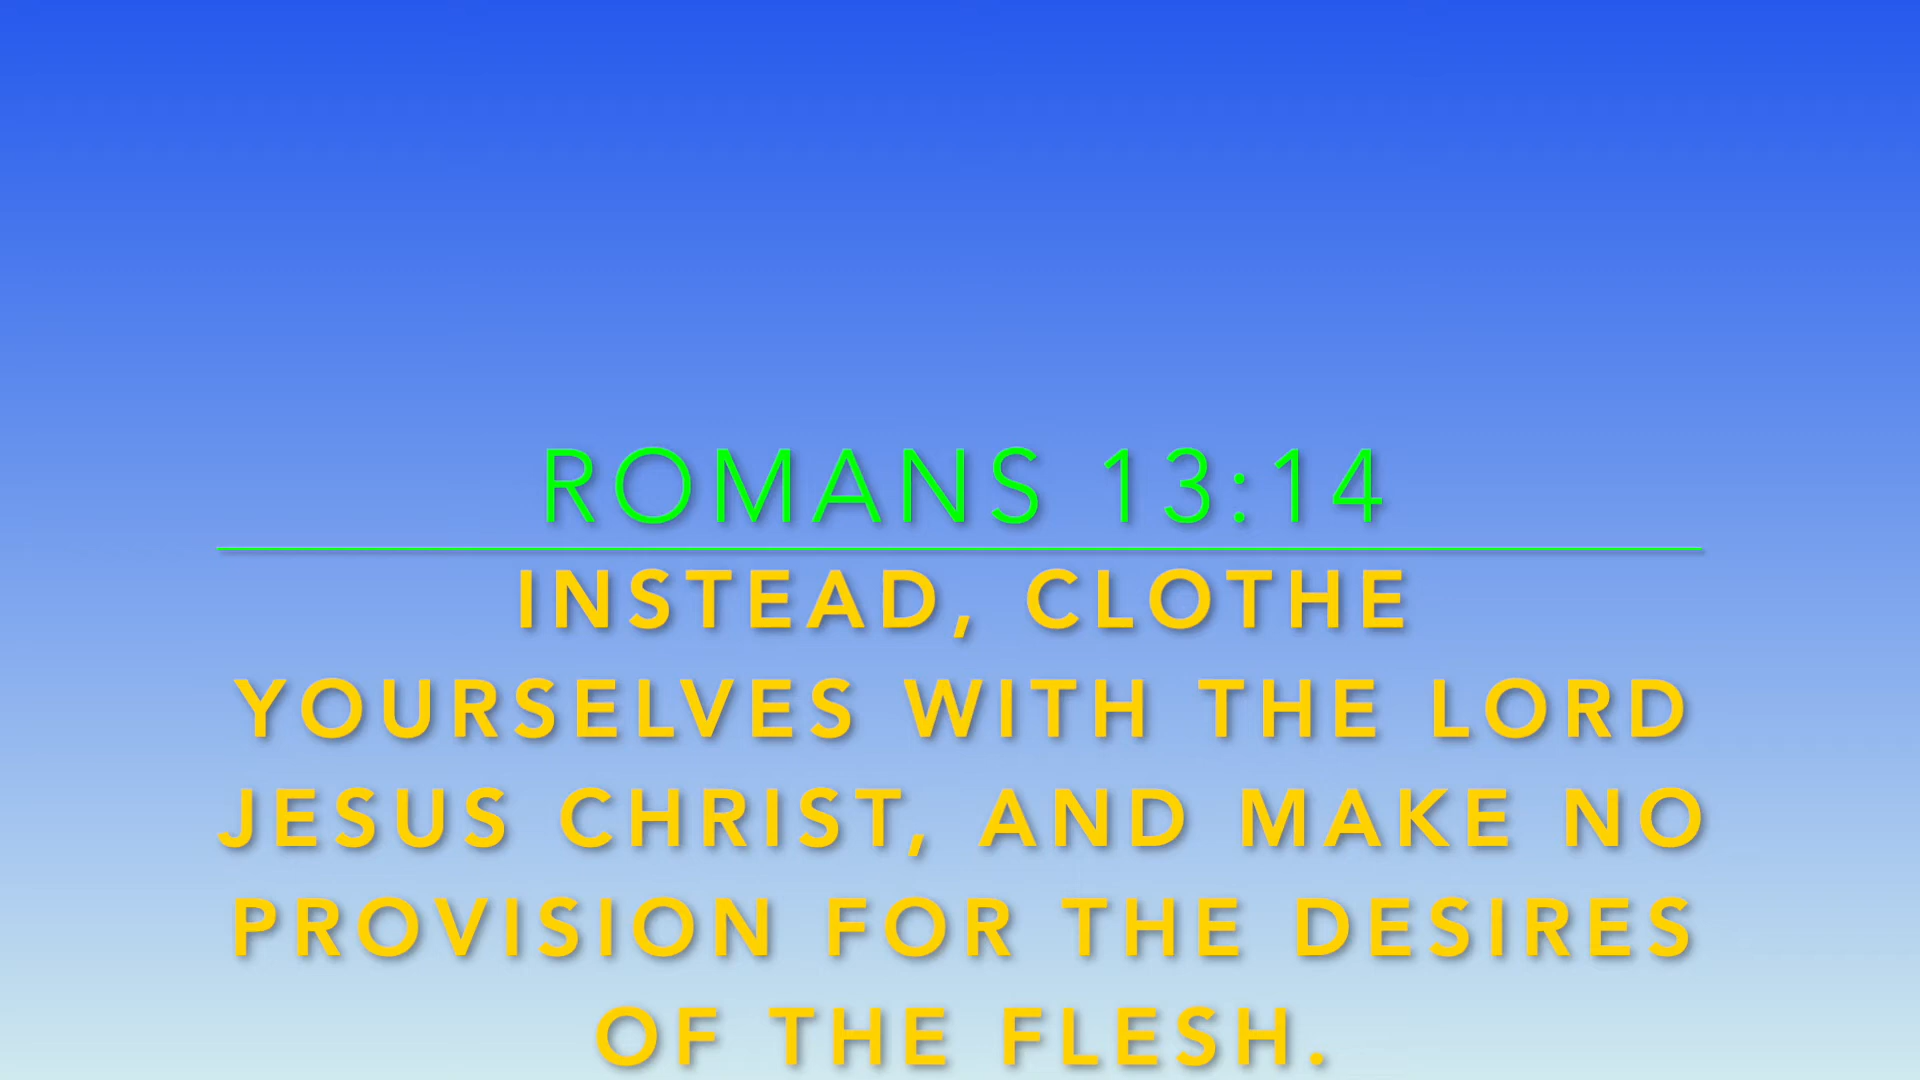 ROMANS 13:14
INSTEAD, CLOTHE
YOURSELVES WITH THE LORD
JESUS CHRIST, AND MAKE NO
PROVISION FOR THE DESIRES
OF THE FLESH.